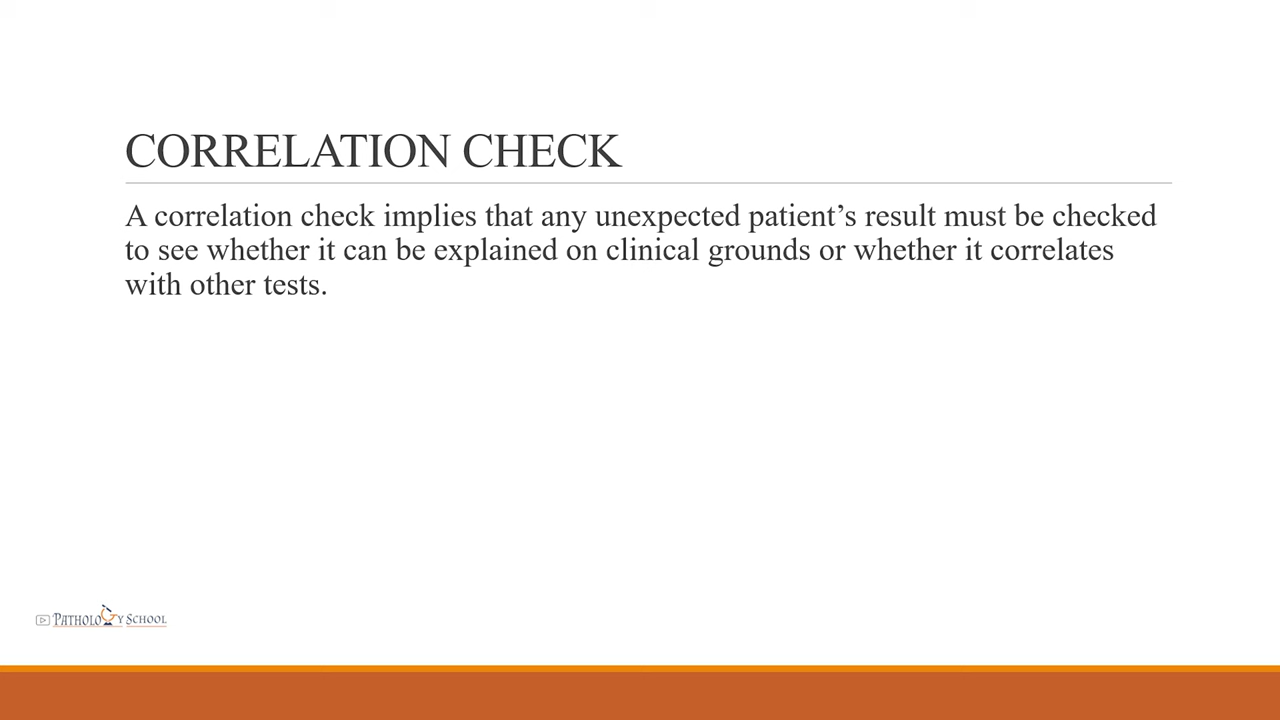 CORRELATION CHECK
A correlation check implies that any unexpected patient’s result must be checked
to see whether it can be explained on clinical grounds or whether it correlates
with other tests.
PATHOLOGY SCHOOL